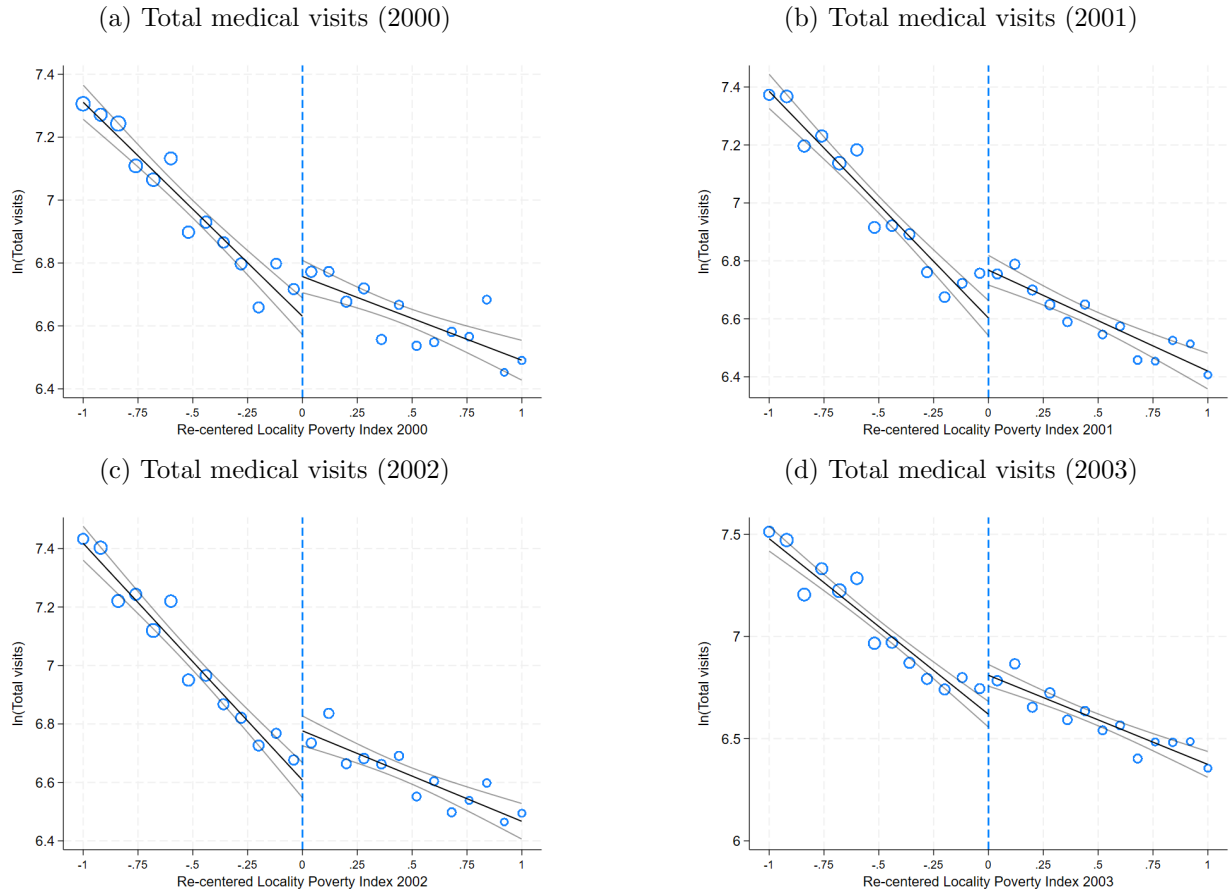 (a) Total medical visits (2000)
7.4
7.2
7
6.8
6.6
6.4
ln(Total visits)
-1 -.75 -.5 -.25 0 .25 .5 .75 1
Re-centered Locality Poverty Index 2000
(b) Total medical visits (2001)
7.4
7.2
7
6.8
6.6
6.4
ln(Total visits)
-1 -.75 -.5 -.25 0 .25 .5 .75 1
Re-centered Locality Poverty Index 2001
(c) Total medical visits (2002)
7.4
7.2
7
6.8
6.6
6.4
ln(Total visits)
-1 -.75 -.5 -.25 0 .25 .5 .75 1
Re-centered Locality Poverty Index 2002
(d) Total medical visits (2003)
7.5
7
6.5
6
ln(Total visits)
-1 -.75 -.5 -.25 0 .25 .5 .75 1
Re-centered Locality Poverty Index 2003